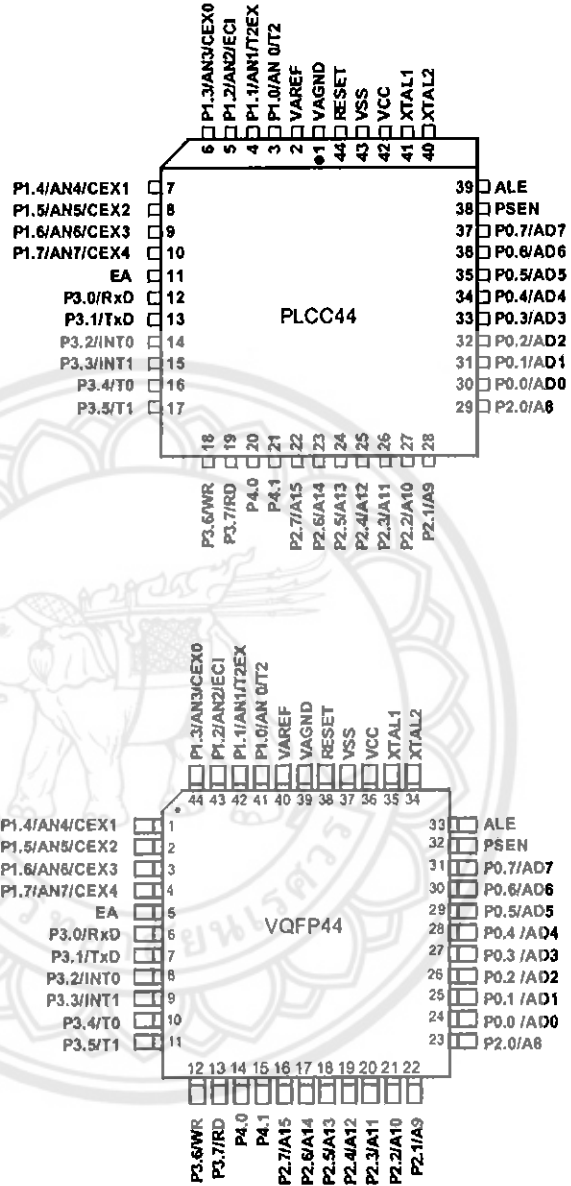 P1.3/AN3/CEX0
P1.2/AN2/ECI
P1.1/AN1/T2EX
P1.0/AN 0/T2
VAREF
VAGND
RESET
VSS
VCC
XTAL1
XTAL2
6 5 4 3 2 1 44 43 42 41 40
P1.4/AN4/CEX1 7
P1.5/AN5/CEX2 8
P1.6/AN6/CEX3 9
P1.7/AN7/CEX4 10
EA 11
P3.0/RxD 12
P3.1/TxD 13
P3.2/INT0 14
P3.3/INT1 15
P3.4/T0 16
P3.5/T1 17
PLCC44
39 ALE
38 PSEN
37 P0.7/AD7
36 P0.6/AD6
35 P0.5/AD5
34 P0.4/AD4
33 P0.3/AD3
32 P0.2/AD2
31 P0.1/AD1
30 P0.0/AD0
29 P2.0/A8
18 19 20 21 22 23 24 25 26 27 28
P3.6/WR
P3.7/RD
P4.0
P4.1
P2.7/A15
P2.6/A14
P2.5/A13
P2.4/A12
P2.3/A11
P2.2/A10
P2.1/A9
P1.3/AN3/CEX0
P1.2/AN2/ECI
P1.1/AN1/T2EX
P1.0/AN 0/T2
VAREF
VAGND
RESET
VSS
VCC
XTAL1
XTAL2
44 43 42 41 40 39 38 37 36 35 34
P1.4/AN4/CEX1 1
P1.5/AN5/CEX2 2
P1.6/AN6/CEX3 3
P1.7/AN7/CEX4 4
EA 5
P3.0/RxD 6
P3.1/TxD 7
P3.2/INT0 8
P3.3/INT1 9
P3.4/T0 10
P3.5/T1 11
VQFP44
33 ALE
32 PSEN
31 P0.7/AD7
30 P0.6/AD6
29 P0.5/AD5
28 P0.4 /AD4
27 P0.3 /AD3
26 P0.2 /AD2
25 P0.1 /AD1
24 P0.0 /AD0
23 P2.0/A8
12 13 14 15 16 17 18 19 20 21 22
P3.6/WR
P3.7/RD
P4.0
P4.1
P2.7/A15
P2.6/A14
P2.5/A13
P2.4/A12
P2.3/A11
P2.2/A10
P2.1/A9